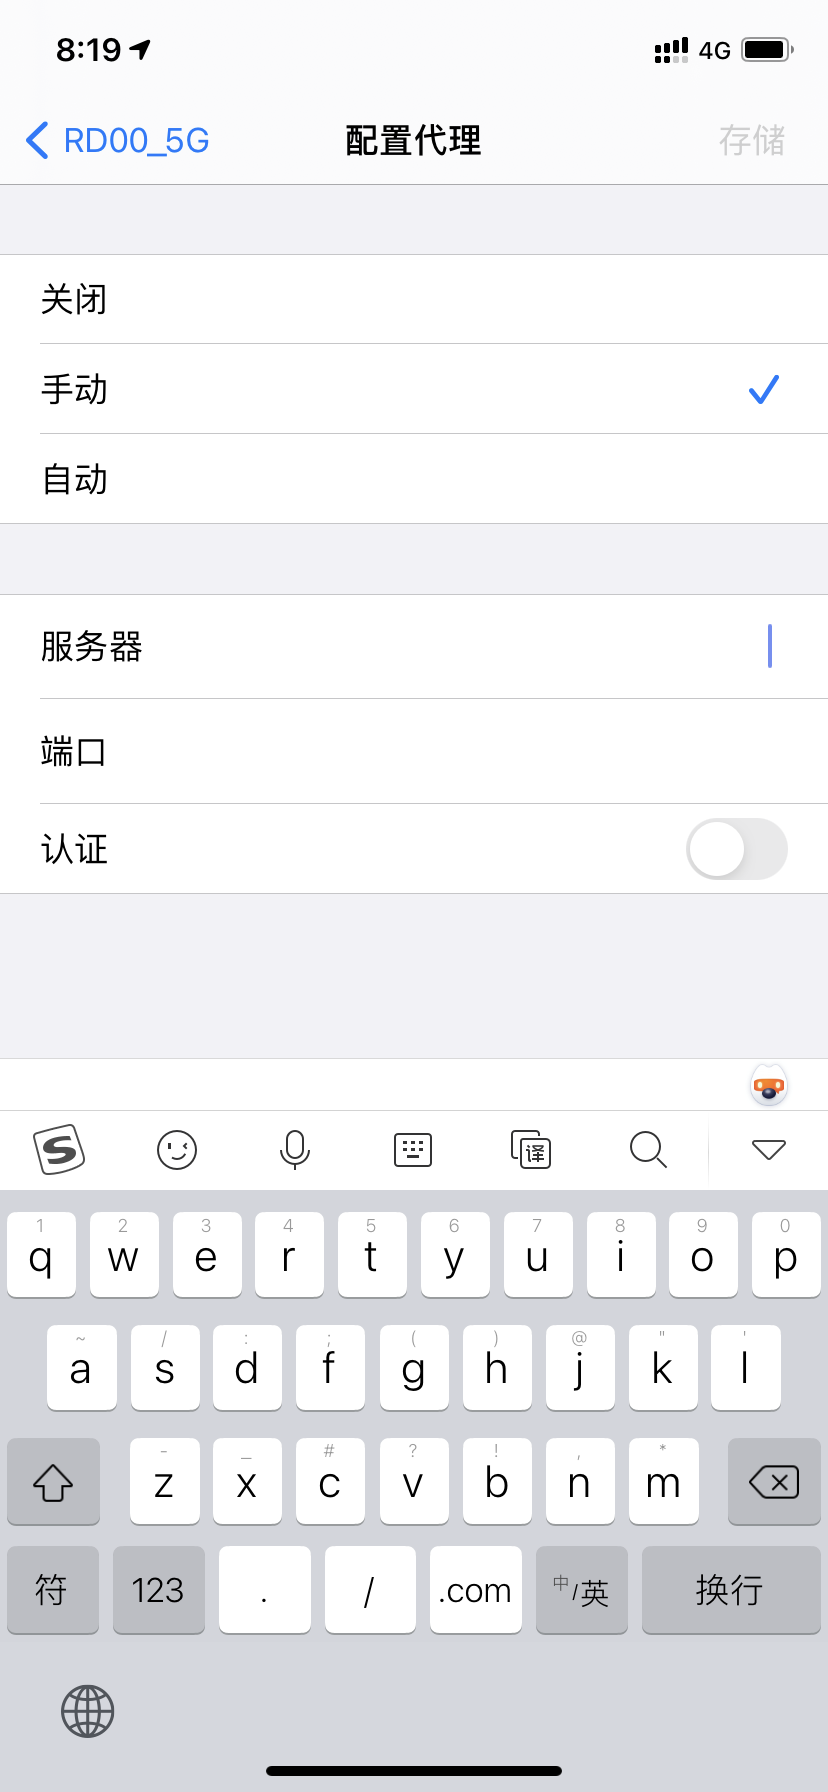 8:19 4G
RD00_5G 配置代理 存储
关闭
手动
自动
服务器
端口
认证
S 译
1 2 3 4 5 6 7 8 9 0
q w e r t y u i o p
~ / : ; ( ) @ " '
a s d f g h j k l
- _ # ? ! , *
z x c v b n m
符 123 . / .com 中/英 换行